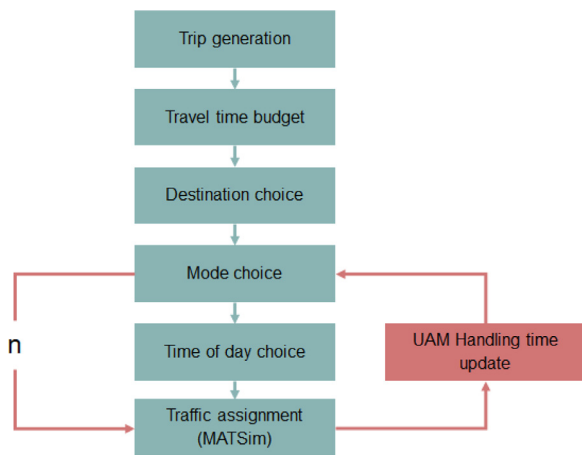 Trip generation
Travel time budget
Destination choice
Mode choice
n
Time of day choice
UAM Handling time
update
Traffic assignment
(MATSim)